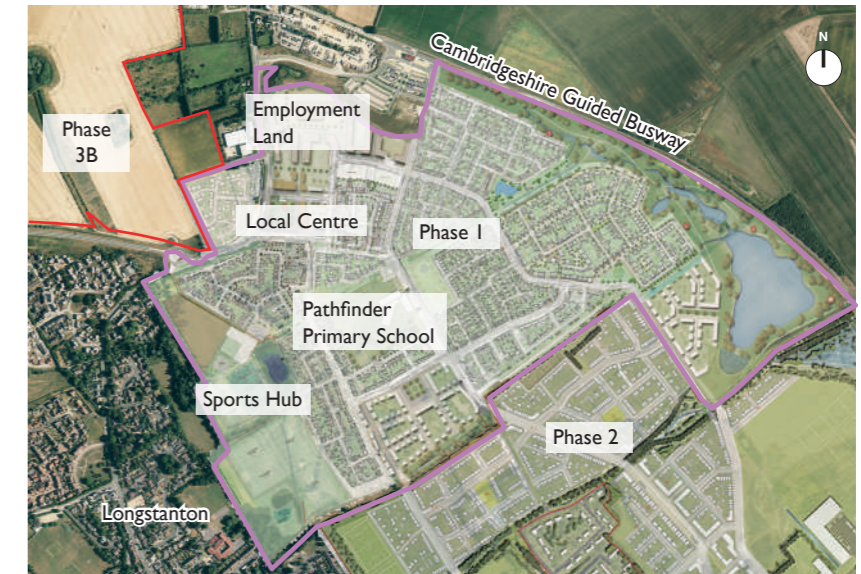 N
Cambridgeshire Guided Busway
Employment
Land
Phase
3B
Local Centre
Phase 1
Pathfinder
Primary School
Sports Hub
Phase 2
Longstanton